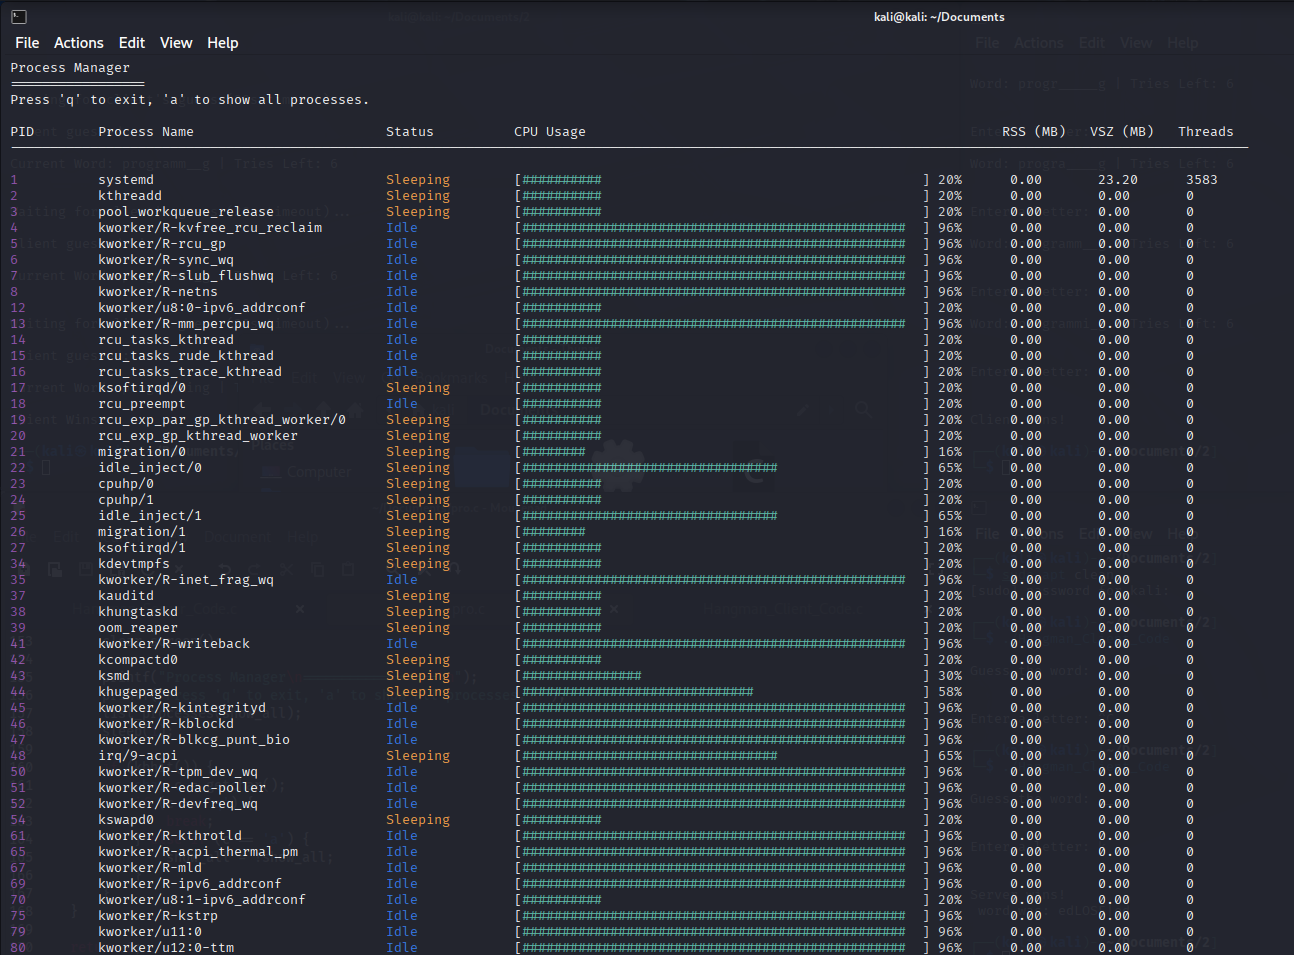 kali@kali: ~/Documents
File Actions Edit View Help
Process Manager
Press 'q' to exit, 'a' to show all processes.
PID Process Name Status CPU Usage RSS (MB) VSZ (MB) Threads
1 systemd Sleeping [########## ] 20% 0.00 23.20 3583
2 kthreadd Sleeping [########## ] 20% 0.00 0.00 0
3 pool_workqueue_release Sleeping [########## ] 20% 0.00 0.00 0
4 kworker/R-kvfree_rcu_reclaim Idle [################################################ ] 96% 0.00 0.00 0
5 kworker/R-rcu_gp Idle [################################################ ] 96% 0.00 0.00 0
6 kworker/R-sync_wq Idle [################################################ ] 96% 0.00 0.00 0
7 kworker/R-slub_flushwq Idle [################################################ ] 96% 0.00 0.00 0
8 kworker/R-netns Idle [################################################ ] 96% 0.00 0.00 0
12 kworker/u8:0-ipv6_addrconf Idle [########## ] 20% 0.00 0.00 0
13 kworker/R-mm_percpu_wq Idle [################################################ ] 96% 0.00 0.00 0
14 rcu_tasks_kthread Idle [########## ] 20% 0.00 0.00 0
15 rcu_tasks_rude_kthread Idle [########## ] 20% 0.00 0.00 0
16 rcu_tasks_trace_kthread Idle [########## ] 20% 0.00 0.00 0
17 ksoftirqd/0 Sleeping [########## ] 20% 0.00 0.00 0
18 rcu_preempt Idle [########## ] 20% 0.00 0.00 0
19 rcu_exp_par_gp_kthread_worker/0 Sleeping [########## ] 20% 0.00 0.00 0
20 rcu_exp_gp_kthread_worker Sleeping [########## ] 20% 0.00 0.00 0
21 migration/0 Sleeping [######## ] 16% 0.00 0.00 0
22 idle_inject/0 Sleeping [################################ ] 65% 0.00 0.00 0
23 cpuhp/0 Sleeping [########## ] 20% 0.00 0.00 0
24 cpuhp/1 Sleeping [########## ] 20% 0.00 0.00 0
25 idle_inject/1 Sleeping [################################ ] 65% 0.00 0.00 0
26 migration/1 Sleeping [######## ] 16% 0.00 0.00 0
27 ksoftirqd/1 Sleeping [########## ] 20% 0.00 0.00 0
34 kdevtmpfs Sleeping [########## ] 20% 0.00 0.00 0
35 kworker/R-inet_frag_wq Idle [################################################ ] 96% 0.00 0.00 0
37 kauditd Sleeping [########## ] 20% 0.00 0.00 0
38 khungtaskd Sleeping [########## ] 20% 0.00 0.00 0
39 oom_reaper Sleeping [########## ] 20% 0.00 0.00 0
41 kworker/R-writeback Idle [################################################ ] 96% 0.00 0.00 0
42 kcompactd0 Sleeping [########## ] 20% 0.00 0.00 0
43 ksmd Sleeping [############### ] 30% 0.00 0.00 0
44 khugepaged Sleeping [############################# ] 58% 0.00 0.00 0
45 kworker/R-kintegrityd Idle [################################################ ] 96% 0.00 0.00 0
46 kworker/R-kblockd Idle [################################################ ] 96% 0.00 0.00 0
47 kworker/R-blkcg_punt_bio Idle [################################################ ] 96% 0.00 0.00 0
48 irq/9-acpi Sleeping [################################ ] 65% 0.00 0.00 0
50 kworker/R-tpm_dev_wq Idle [################################################ ] 96% 0.00 0.00 0
51 kworker/R-edac-poller Idle [################################################ ] 96% 0.00 0.00 0
52 kworker/R-devfreq_wq Idle [################################################ ] 96% 0.00 0.00 0
54 kswapd0 Sleeping [########## ] 20% 0.00 0.00 0
61 kworker/R-kthrotld Idle [################################################ ] 96% 0.00 0.00 0
65 kworker/R-acpi_thermal_pm Idle [################################################ ] 96% 0.00 0.00 0
67 kworker/R-mld Idle [################################################ ] 96% 0.00 0.00 0
69 kworker/R-ipv6_addrconf Idle [################################################ ] 96% 0.00 0.00 0
70 kworker/u8:1-ipv6_addrconf Idle [########## ] 20% 0.00 0.00 0
75 kworker/R-kstrp Idle [################################################ ] 96% 0.00 0.00 0
79 kworker/u11:0 Idle [################################################ ] 96% 0.00 0.00 0
80 kworker/u12:0-ttm Idle [################################################ ] 96% 0.00 0.00 0